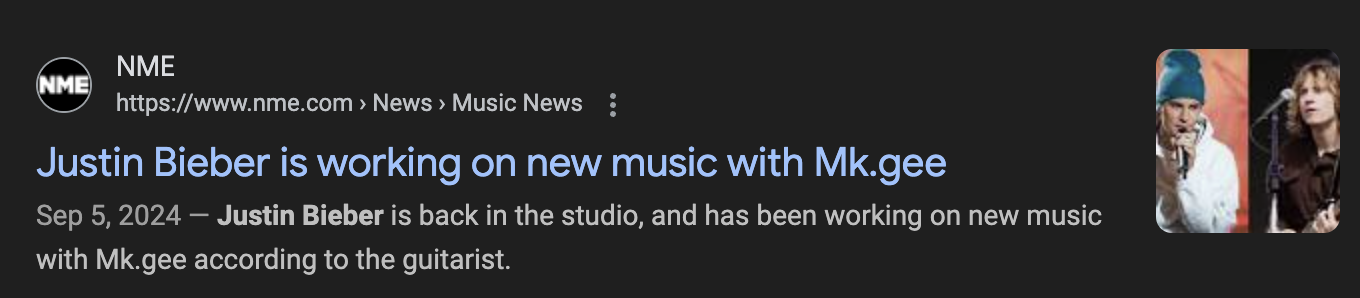 NME
NME
https://www.nme.com › News › Music News
Justin Bieber is working on new music with Mk.gee
Sep 5, 2024 — Justin Bieber is back in the studio, and has been working on new music
with Mk.gee according to the guitarist.